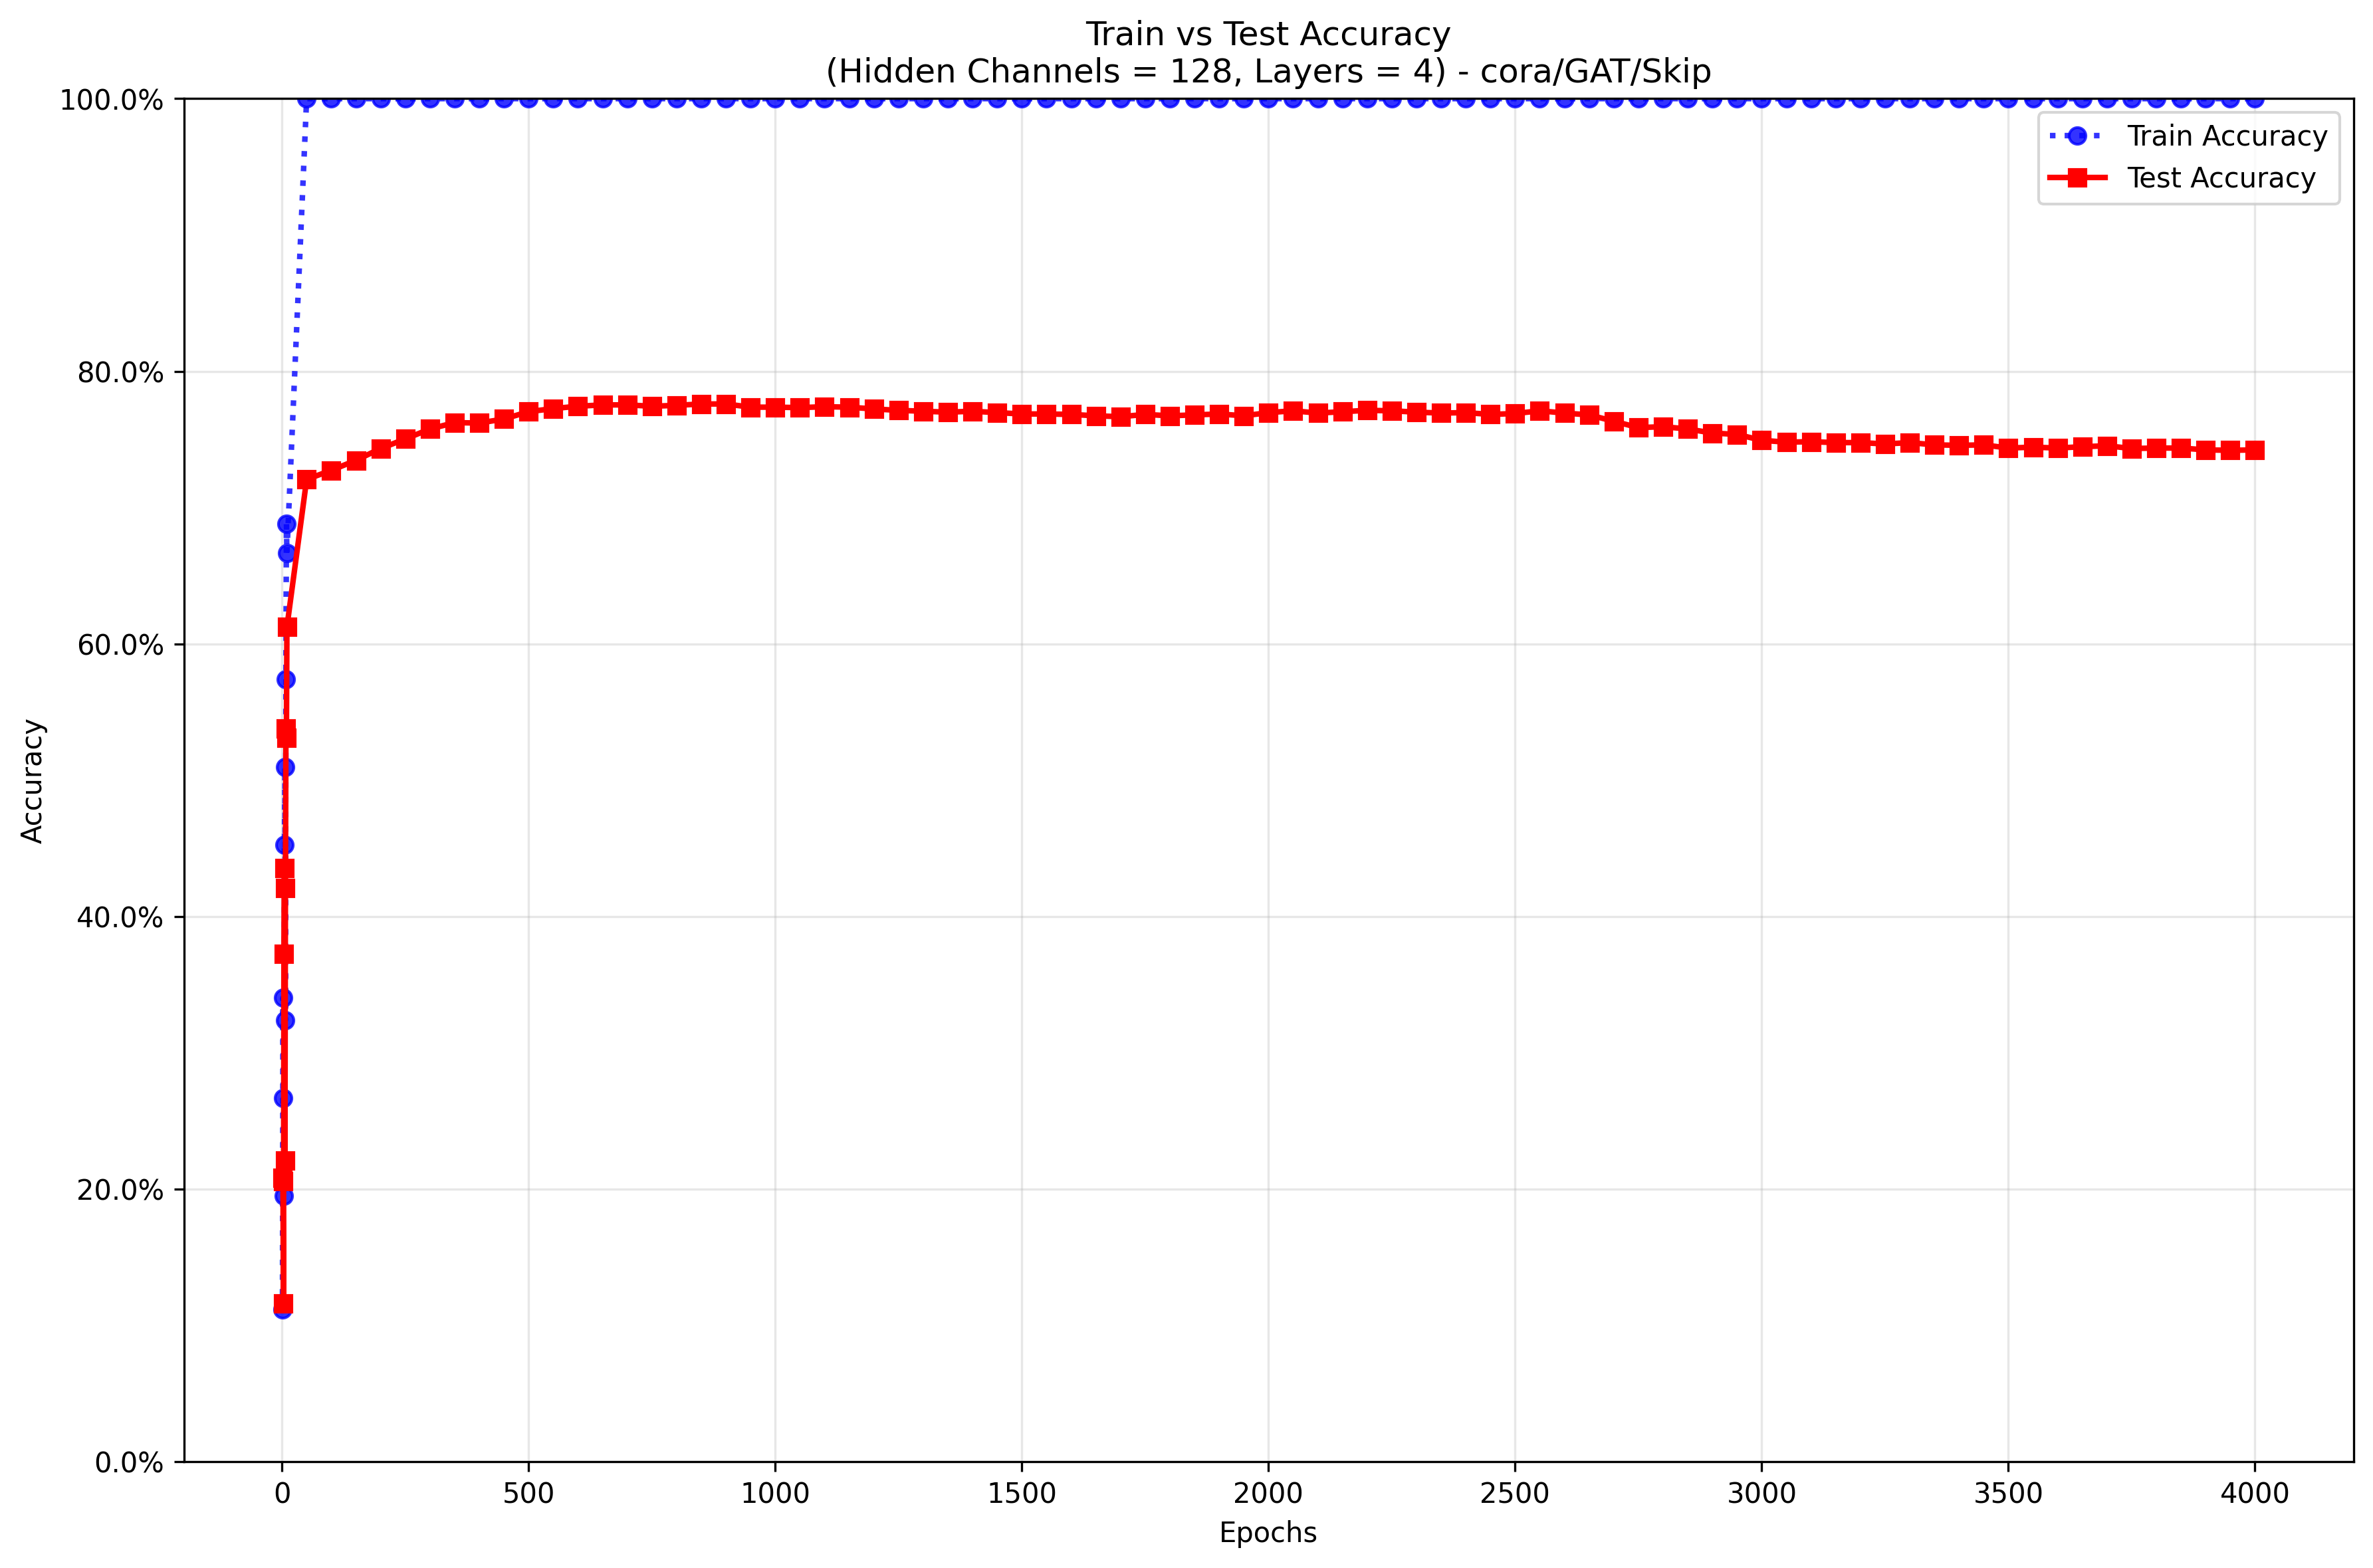 Train vs Test Accuracy
(Hidden Channels = 128, Layers = 4) - cora/GAT/Skip
100.0%
80.0%
60.0%
40.0%
20.0%
0.0%
Accuracy
Train Accuracy
Test Accuracy
0
500
1000
1500
2000
2500
3000
3500
4000
Epochs